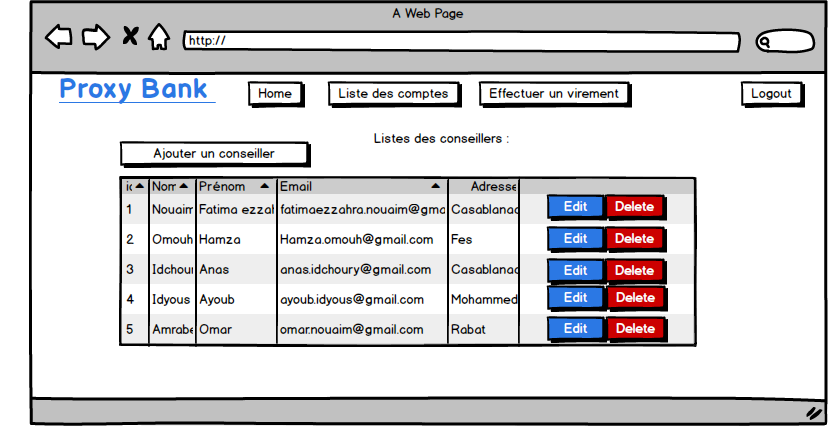 A Web Page
http://
Proxy Bank
Home
Liste des comptes
Effectuer un virement
Logout
Listes des conseillers :
Ajouter un conseiller
Nom Prénom Email Adresse
1 Nouaim Fatima ezzah fatimaezzahra.nouaim@gma Casablanac Edit Delete
2 Omouh Hamza Hamza.omouh@gmail.com Fes Edit Delete
3 Idchou Anas anas.idchoury@gmail.com Casablanac Edit Delete
4 Idyous Ayoub ayoub.idyous@gmail.com Mohammed Edit Delete
5 Amrabe Omar omar.nouaim@gmail.com Rabat Edit Delete